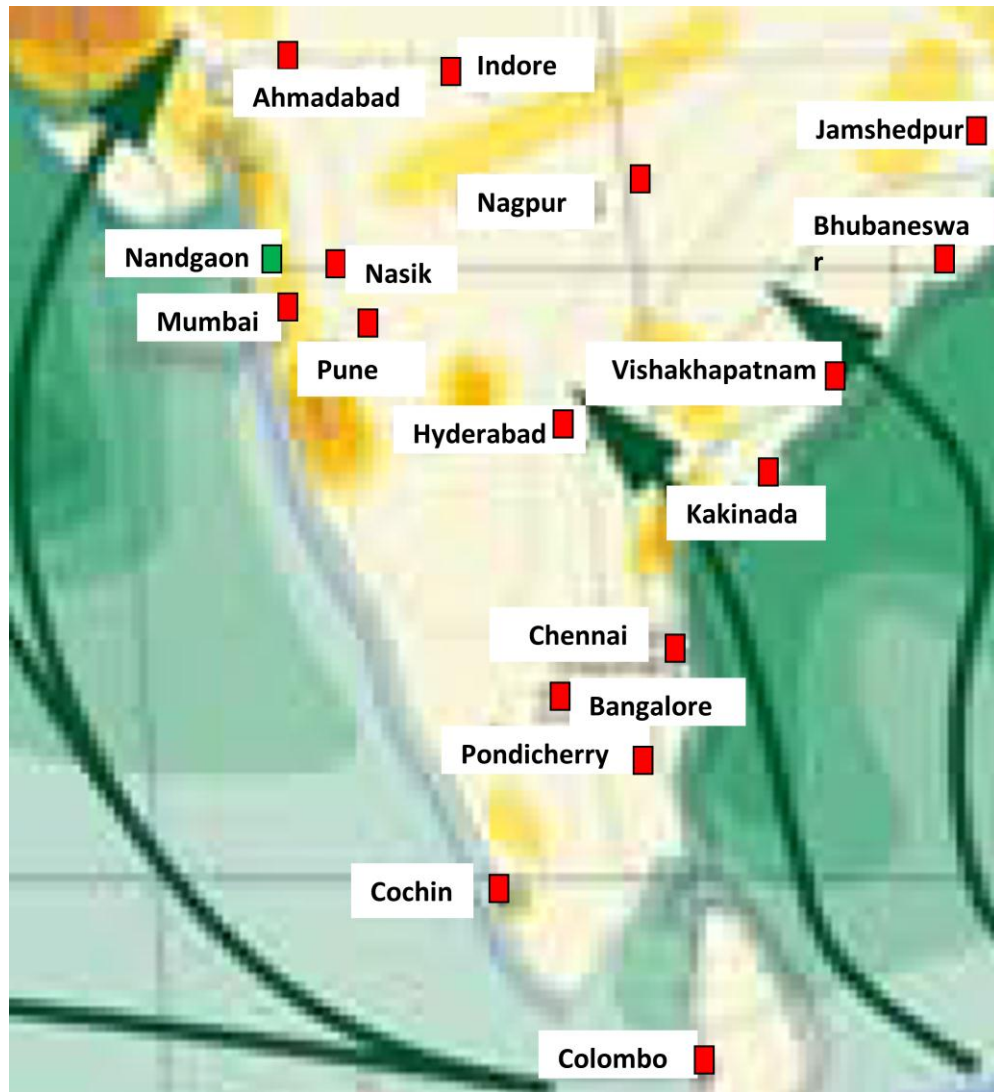 Indore
Ahmadabad
Jamshedpur
Nagpur
Bhubaneswa
r
Nandgaon
Nasik
Mumbai
Pune
Vishakhapatnam
Hyderabad
Kakinada
Chennai
Bangalore
Pondicherry
Cochin
Colombo